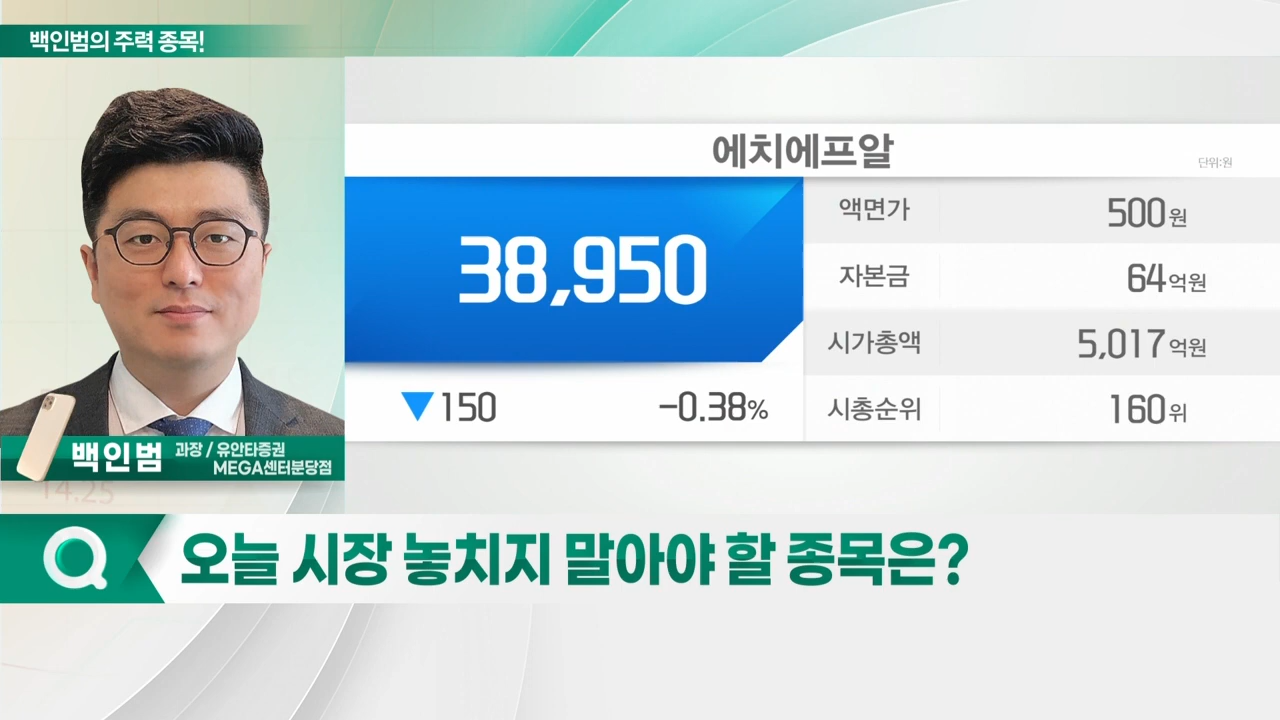 백인범의 주력 종목!
에치에프알
단위:원
38,950
▼150 -0.38%
액면가 500원
자본금 64억원
시가총액 5,017억원
시총순위 160위
백인범 과장 / 유안타증권
MEGA센터분당점
14.25
Q 오늘 시장 놓치지 말아야 할 종목은?